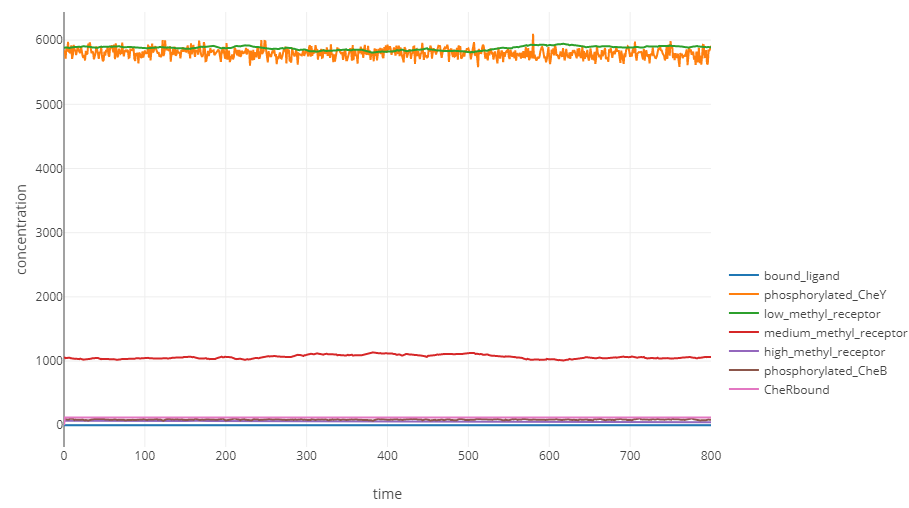 concentration
6000
5000
4000
3000
2000
1000
0
0 100 200 300 400 500 600 700 800
time
bound_ligand
phosphorylated_CheY
low_methyl_receptor
medium_methyl_receptor
high_methyl_receptor
phosphorylated_CheB
CheRbound